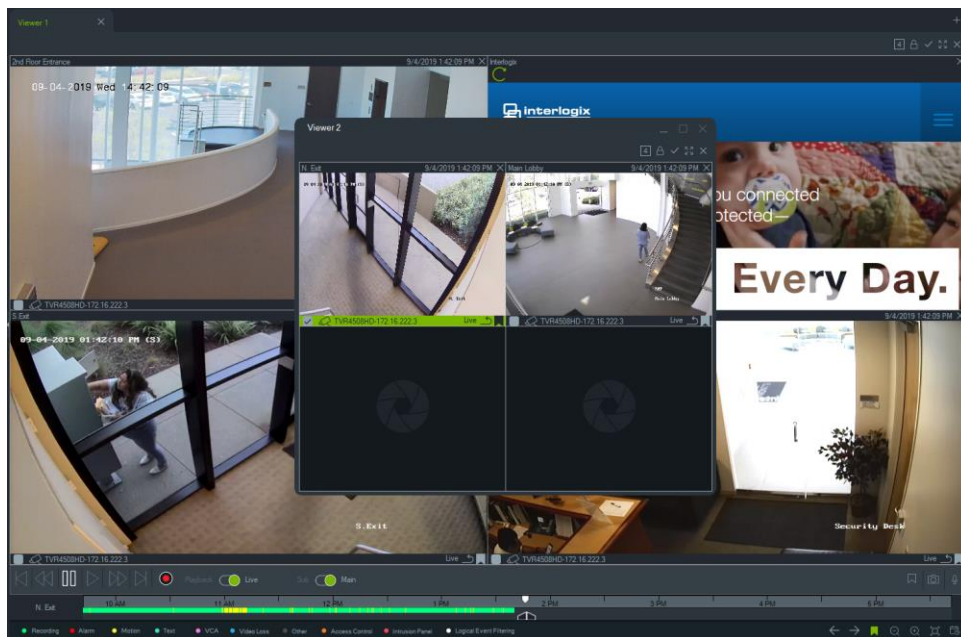 Viewer 1
4
2nd Floor Entrance 9/4/2019 1:42:09 PM
Interlogix
09-04-2019 Wed 14:42:09
interlogix
Viewer 2
4
N. Exit 9/4/2019 1:42:09 PM
Main Lobby 9/4/2019 1:42:09 PM
ou connected
otected—
Every Day.
N. Exit
Main Lobby
TVR4508HD-172.16.222.3
TVR4508HD-172.16.222.3 Live
TVR4508HD-172.16.222.3 Live
S.Exit
9/4/2019 1:42:09 PM
09-04-2019 01:42:10 PM (S)
S.Exit
Security Desk
TVR4508HD-172.16.222.3 Live
TVR4508HD-172.16.222.3 Live
Playback Live Sub Main
N. Exit 10 AM 11 AM 12 PM 1 PM 2 PM 3 PM 4 PM 5 PM
Recording Alarm Motion Text VCA Video Loss Other Access Control Intrusion Panel Logical Event Filtering